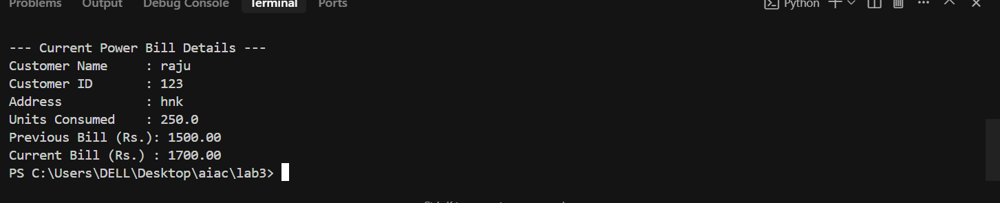 Problems Output Debug Console Terminal Ports Python
--- Current Power Bill Details ---
Customer Name     : raju
Customer ID       : 123
Address           : hnk
Units Consumed    : 250.0
Previous Bill (Rs.): 1500.00
Current Bill (Rs.) : 1700.00
PS C:\Users\DELL\Desktop\aiac\lab3>